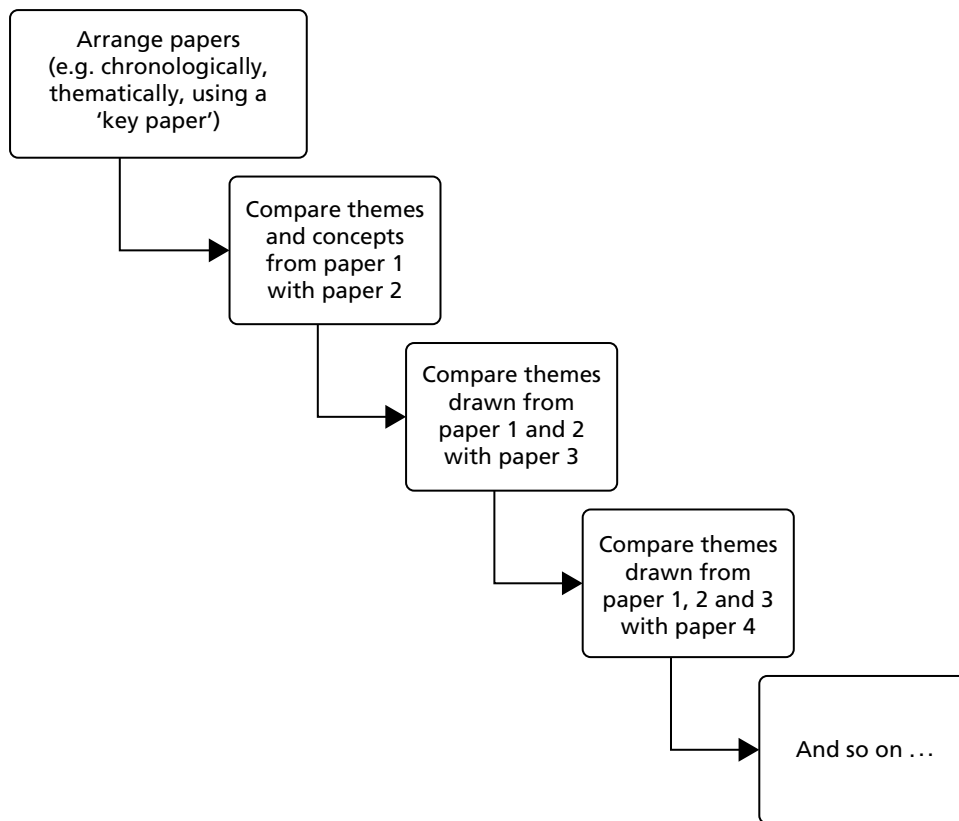 Arrange papers
(e.g. chronologically,
thematically, using a
‘key paper’)
Compare themes
and concepts
from paper 1
with paper 2
Compare themes
drawn from
paper 1 and 2
with paper 3
Compare themes
drawn from
paper 1, 2 and 3
with paper 4
And so on …